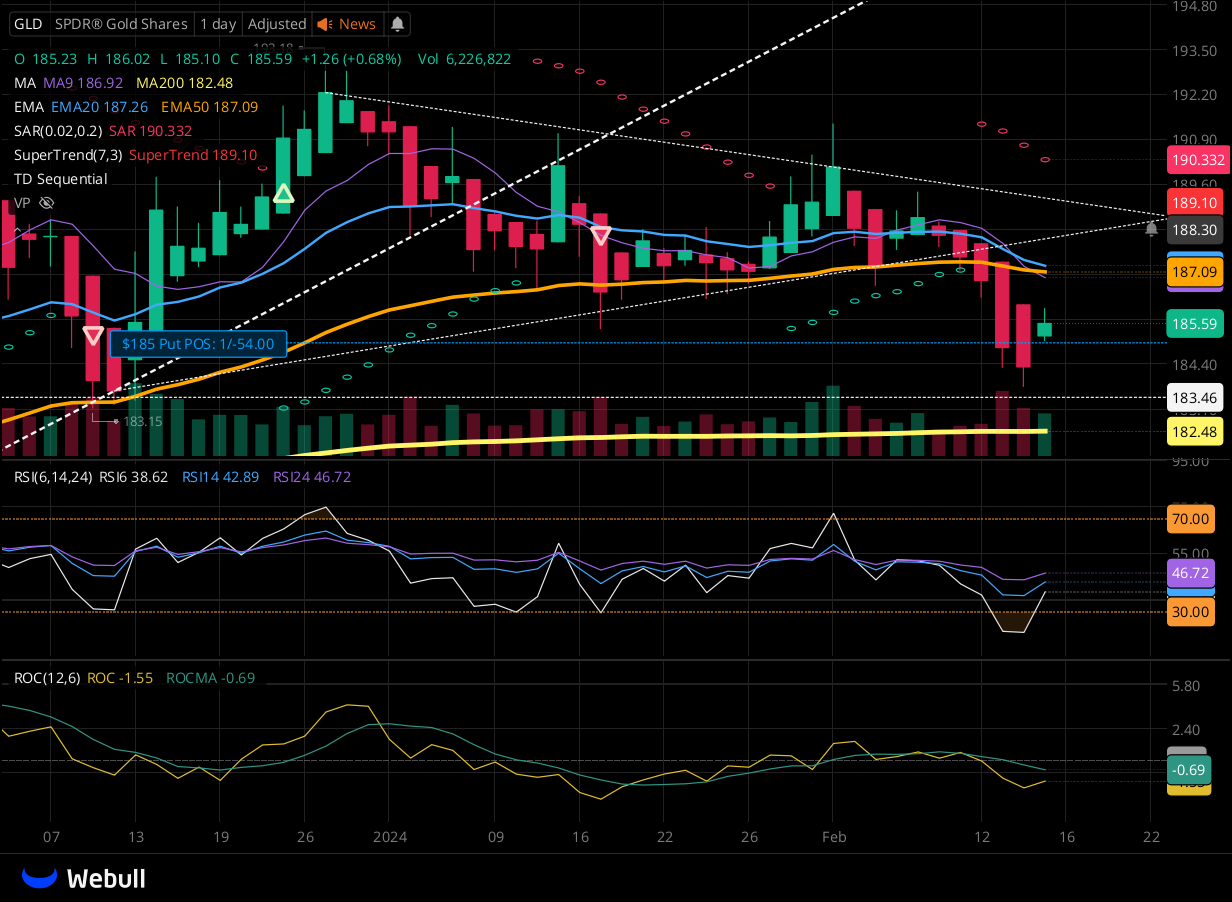 194.80
GLD SPDR® Gold Shares 1 day Adjusted News
193.50
O 185.23 H 186.02 L 185.10 C 185.59 +1.26 (+0.68%) Vol 6,226,822
MA MA9 186.92 MA200 182.48
192.20
EMA EMA20 187.26 EMA50 187.09
SAR(0.02,0.2) SAR 190.332
190.90
SuperTrend(7,3) SuperTrend 189.10
190.332
TD Sequential
189.60
VP
189.10
188.30
187.09
185.59
$185 Put POS: 1/-54.00
184.40
183.46
183.15
182.48
95.00
RSI(6,14,24) RSI6 38.62 RSI14 42.89 RSI24 46.72
70.00
55.00
46.72
30.00
ROC(12,6) ROC -1.55 ROCMA -0.69
5.80
2.40
-0.69
07 13 19 26 2024 09 16 22 26 Feb 12 16 22
Webull